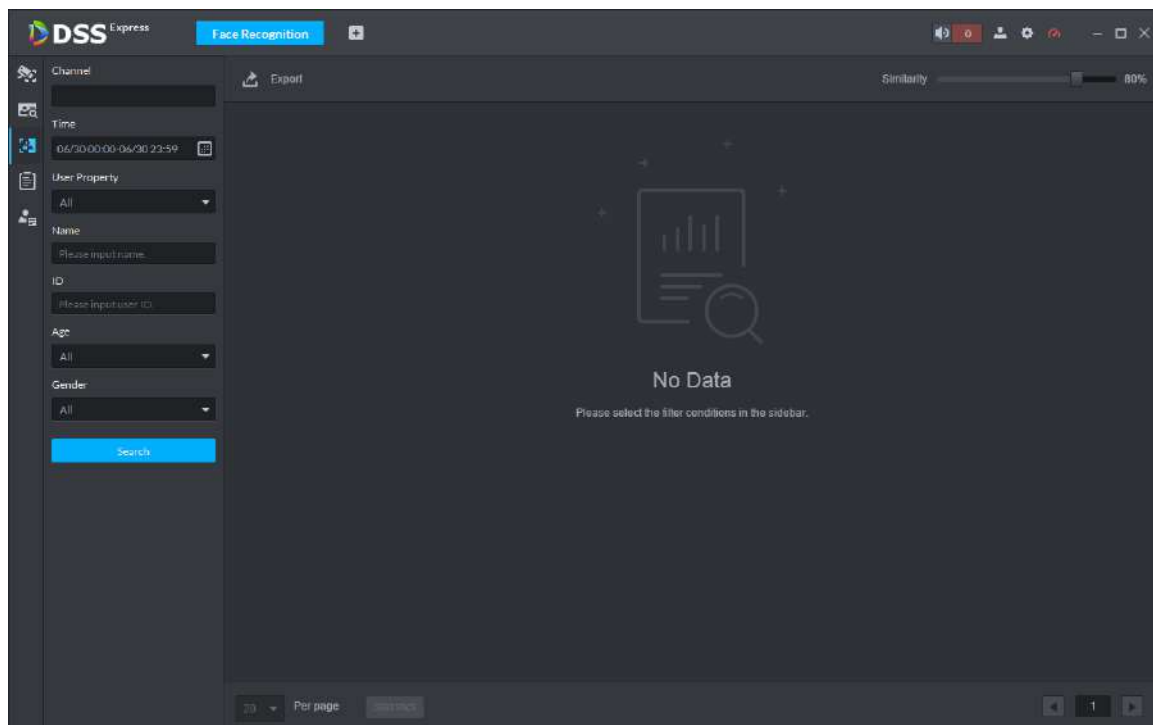 DSS Express
Face Recognition
0
Channel
Export
Similarity
80%
Time
06/30 00:00-06/30 23:59
User Property
All
Name
Please input name.
ID
Please input user ID.
Age
All
Gender
All
Search
No Data
Please select the filter conditions in the sidebar.
20
Per page
Statistics
1